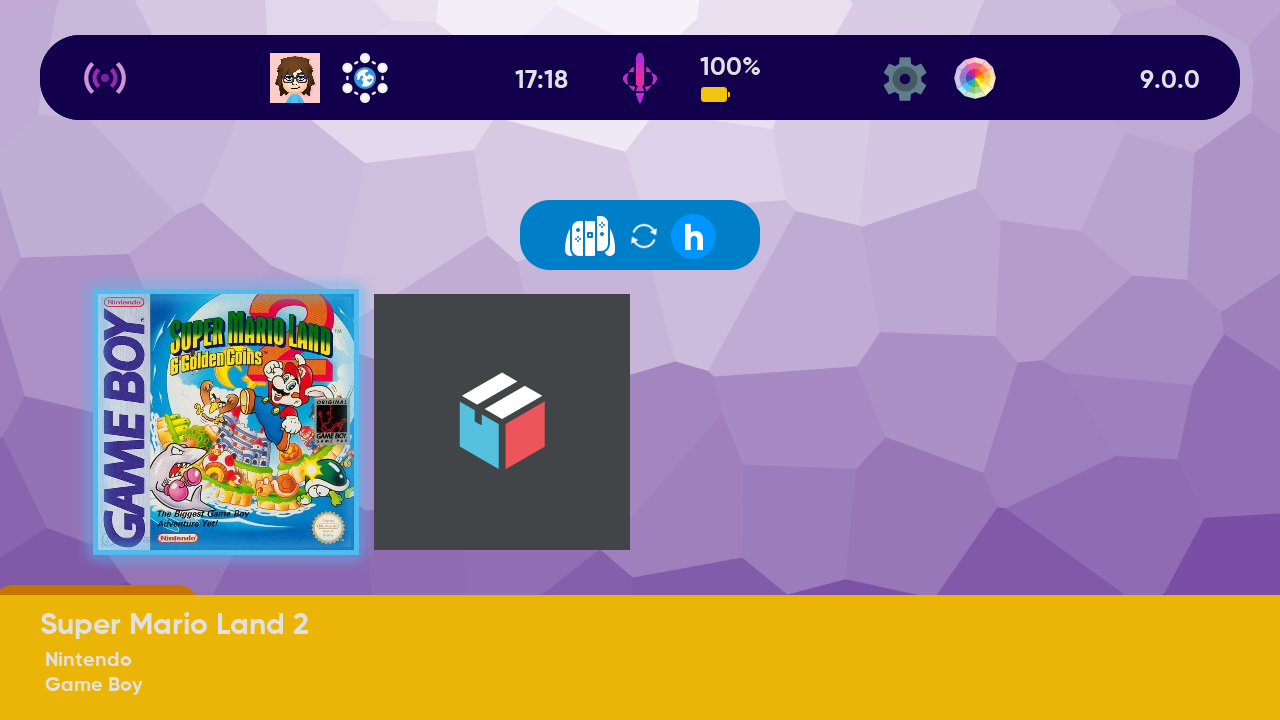 17:18
100%
9.0.0
h
Nintendo
GAME BOY
SUPER MARIO LAND
TM
2
6 Golden Coins
ORIGINAL
GAME BOY
GAME PAK
The Biggest Game Boy
Adventure Yet!
Nintendo
Super Mario Land 2
Nintendo
Game Boy